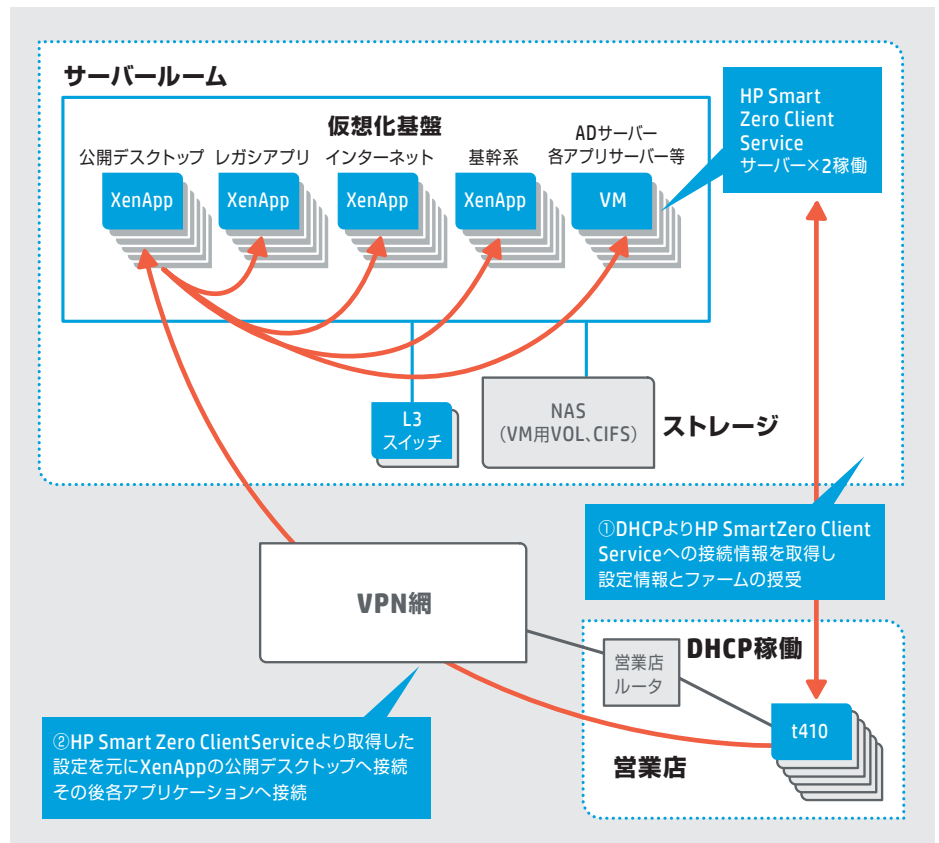 サーバールーム
仮想化基盤
公開デスクトップ
レガシアプリ
インターネット
基幹系
ADサーバー
各アプリサーバー等
XenApp
XenApp
XenApp
XenApp
VM
HP Smart
Zero Client
Service
サーバー×2稼働
L3
スイッチ
NAS
(VM用VOL、CIFS)
ストレージ
①DHCPよりHP SmartZero Client
Serviceへの接続情報を取得し
設定情報とファームの授受
VPN網
DHCP稼働
営業店
ルータ
t410
営業店
②HP Smart Zero ClientServiceより取得した
設定を元にXenAppの公開デスクトップへ接続
その後各アプリケーションへ接続